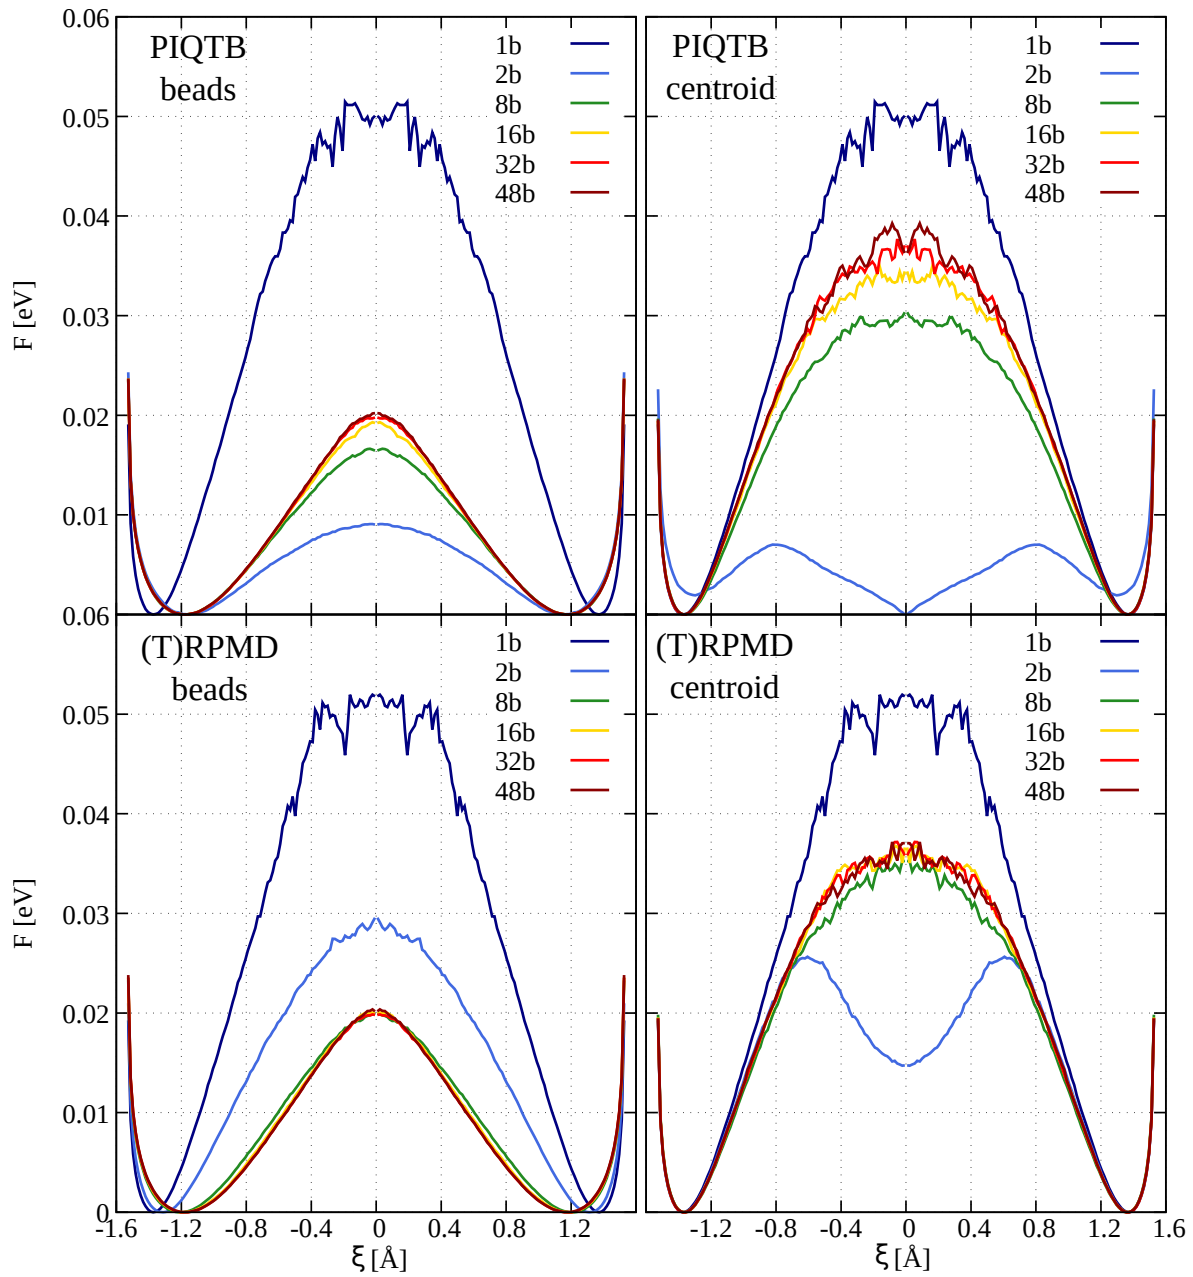 0.06
0.05
0.04
0.03
0.02
0.01
F [eV]
PIQTB
beads
1b
2b
8b
16b
32b
48b
PIQTB
centroid
1b
2b
8b
16b
32b
48b
0.06
0.05
0.04
0.03
0.02
0.01
0
F [eV]
(T)RPMD
beads
1b
2b
8b
16b
32b
48b
(T)RPMD
centroid
1b
2b
8b
16b
32b
48b
-1.6 -1.2 -0.8 -0.4 0 0.4 0.8 1.2
-1.2 -0.8 -0.4 0 0.4 0.8 1.2 1.6
ξ [Å]
ξ [Å]